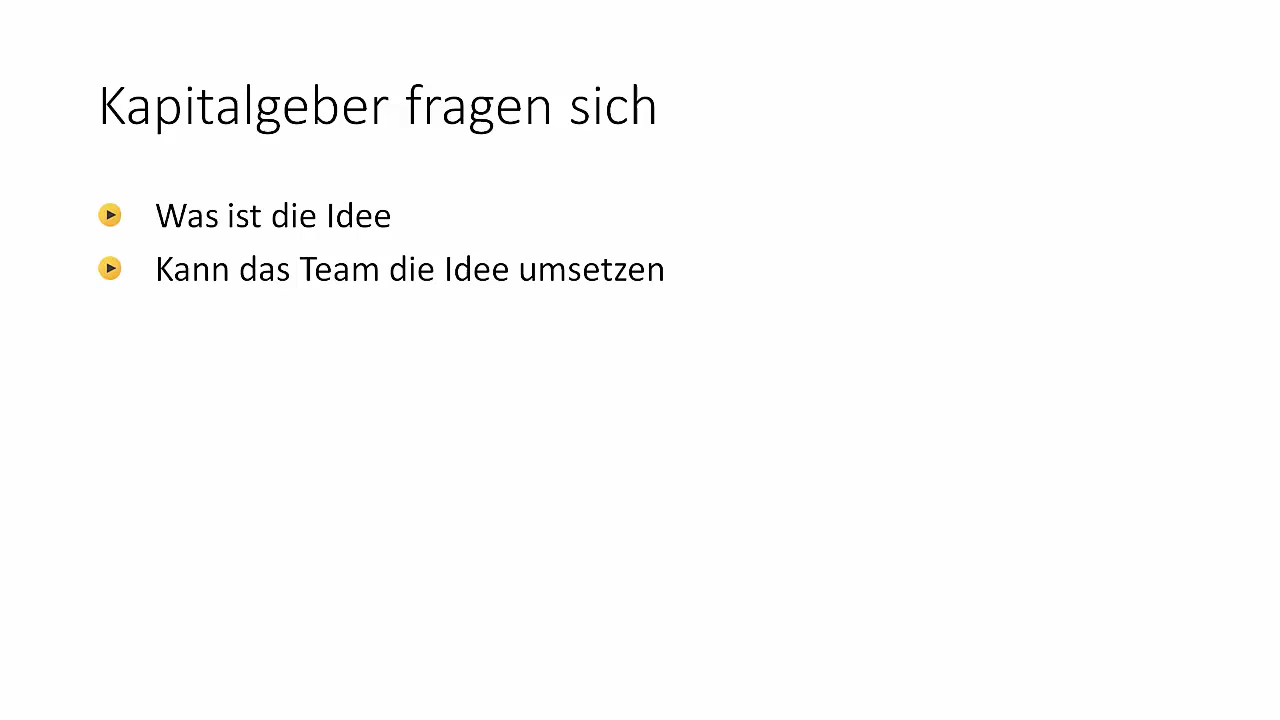 Kapitalgeber fragen sich
Was ist die Idee
Kann das Team die Idee umsetzen